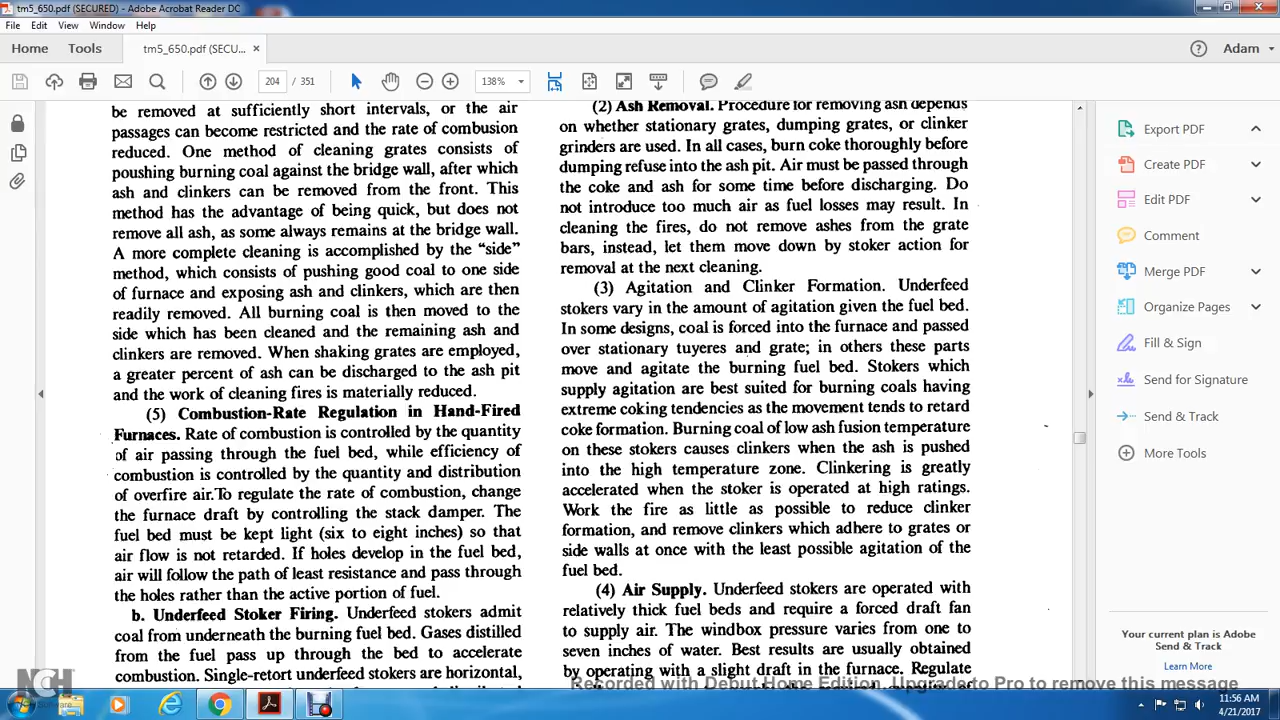 tm5_650.pdf (SECURED) - Adobe Acrobat Reader DC
File Edit View Window Help
Home Tools tm5_650.pdf (SECU... × Adam
204 / 351 138%
be removed at sufficiently short intervals, or the air
passages can become restricted and the rate of combusion
reduced. One method of cleaning grates consists of
poushing burning coal against the bridge wall, after which
ash and clinkers can be removed from the front. This
method has the advantage of being quick, but does not
remove all ash, as some always remains at the bridge wall.
A more complete cleaning is accomplished by the “side”
method, which consists of pushing good coal to one side
of furnace and exposing ash and clinkers, which are then
readily removed. All burning coal is then moved to the
side which has been cleaned and the remaining ash and
clinkers are removed. When shaking grates are employed,
a greater percent of ash can be discharged to the ash pit
and the work of cleaning fires is materially reduced.
(5) Combustion-Rate Regulation in Hand-Fired
Furnaces. Rate of combustion is controlled by the quantity
of air passing through the fuel bed, while efficiency of
combustion is controlled by the quantity and distribution
of overfire air.To regulate the rate of combustion, change
the furnace draft by controlling the stack damper. The
fuel bed must be kept light (six to eight inches) so that
air flow is not retarded. If holes develop in the fuel bed,
air will follow the path of least resistance and pass through
the holes rather than the active portion of fuel.
b. Underfeed Stoker Firing. Underfeed stokers admit
coal from underneath the burning fuel bed. Gases distilled
from the fuel pass up through the bed to accelerate
combustion. Single-retort underfeed stokers are horizontal,
(2) Ash Removal. Procedure for removing ash depends
on whether stationary grates, dumping grates, or clinker
grinders are used. In all cases, burn coke thoroughly before
dumping refuse into the ash pit. Air must be passed through
the coke and ash for some time before discharging. Do
not introduce too much air as fuel losses may result. In
cleaning the fires, do not remove ashes from the grate
bars, instead, let them move down by stoker action for
removal at the next cleaning.
(3) Agitation and Clinker Formation. Underfeed
stokers vary in the amount of agitation given the fuel bed.
In some designs, coal is forced into the furnace and passed
over stationary tuyeres and grate; in others these parts
move and agitate the burning fuel bed. Stokers which
supply agitation are best suited for burning coals having
extreme coking tendencies as the movement tends to retard
coke formation. Burning coal of low ash fusion temperature
on these stokers causes clinkers when the ash is pushed
into the high temperature zone. Clinkering is greatly
accelerated when the stoker is operated at high ratings.
Work the fire as little as possible to reduce clinker
formation, and remove clinkers which adhere to grates or
side walls at once with the least possible agitation of the
fuel bed.
(4) Air Supply. Underfeed stokers are operated with
relatively thick fuel beds and require a forced draft fan
to supply air. The windbox pressure varies from one to
seven inches of water. Best results are usually obtained
by operating with a slight draft in the furnace. Regulate
Export PDF
Create PDF
Edit PDF
Comment
Merge PDF
Organize Pages
Fill & Sign
Send for Signature
Send & Track
More Tools
Your current plan is Adobe
Send & Track
Learn More
Recorded with Debut Home Edition. Upgrade to Pro to remove this message
NCH
Software
11:56 AM
4/21/2017